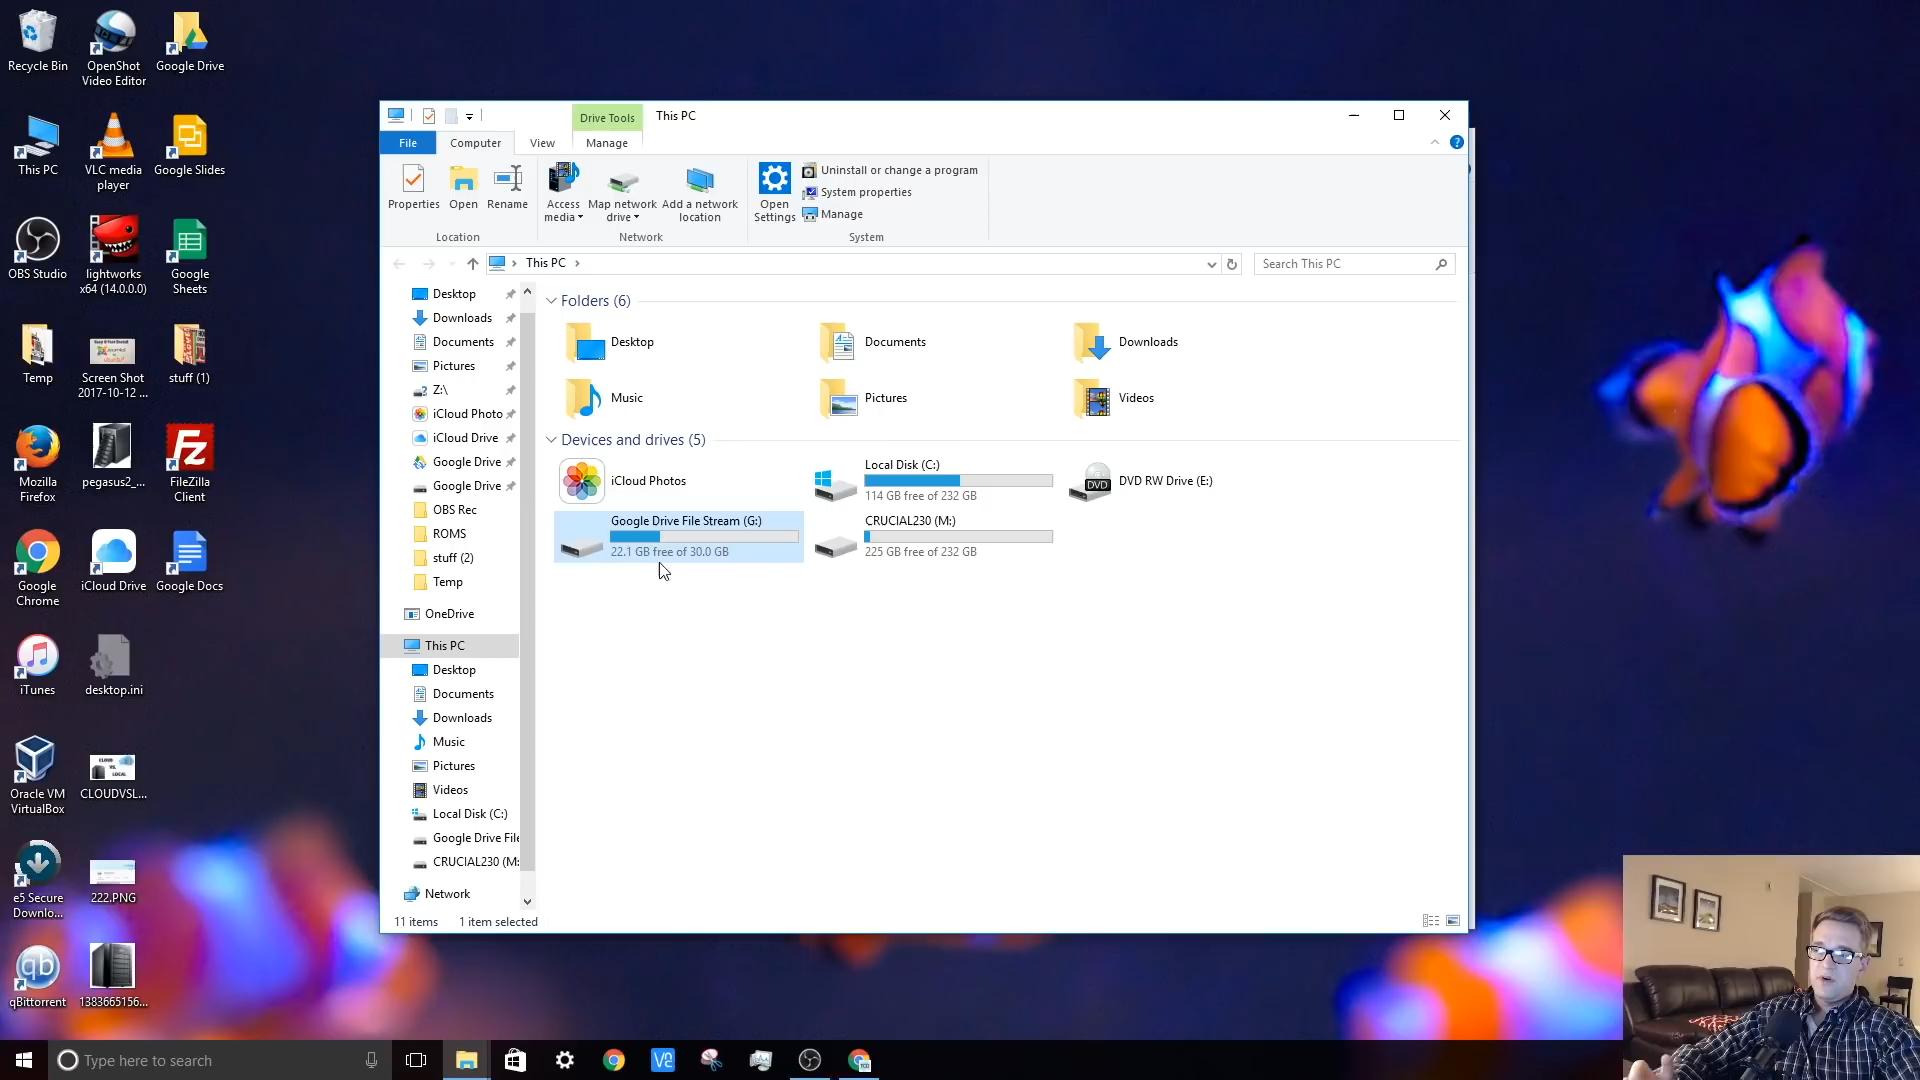 Recycle Bin
OpenShot
Video Editor
Google Drive
This PC
VLC media
player
Google Slides
OBS Studio
lightworks
x64 (14.0.0.0)
Google
Sheets
Temp
Screen Shot
2017-10-12 ...
stuff (1)
Mozilla
Firefox
pegasus2_...
FileZilla
Client
Google
Chrome
iCloud Drive
Google Docs
iTunes
desktop.ini
Oracle VM
VirtualBox
CLOUD
VS.
LOCAL
CLOUDVSL...
e5 Secure
Downlo...
222.PNG
qb
qBittorrent
1383665156...
Drive Tools
This PC
File
Computer
View
Manage
Properties
Open
Rename
Access
media
Map network
drive
Add a network
location
Open
Settings
Uninstall or change a program
System properties
Manage
Location
Network
System
This PC
Search This PC
Desktop
Downloads
Documents
Pictures
Z:\
iCloud Photo
iCloud Drive
Google Drive
Google Drive
OBS Rec
ROMS
stuff (2)
Temp
OneDrive
This PC
Desktop
Documents
Downloads
Music
Pictures
Videos
Local Disk (C:)
Google Drive File
CRUCIAL230 (M:
Network
Folders (6)
Desktop
Documents
Downloads
Music
Pictures
Videos
Devices and drives (5)
iCloud Photos
Local Disk (C:)
114 GB free of 232 GB
DVD
DVD RW Drive (E:)
Google Drive File Stream (G:)
22.1 GB free of 30.0 GB
CRUCIAL230 (M:)
225 GB free of 232 GB
11 items
1 item selected
Type here to search